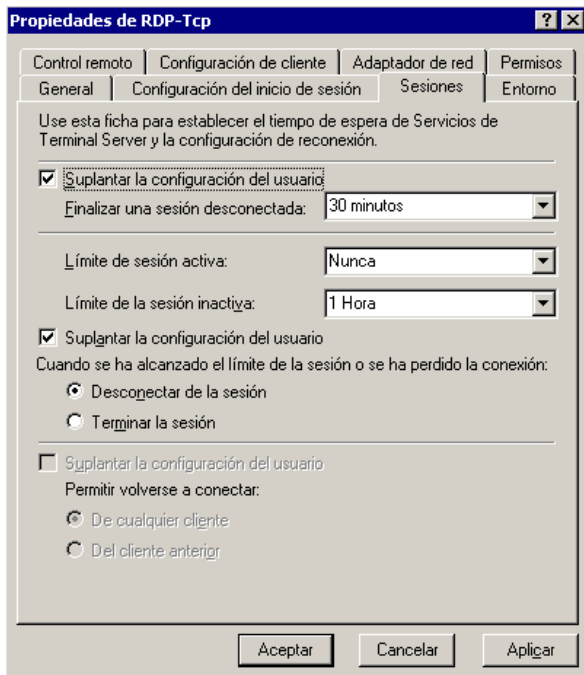 Propiedades de RDP-Tcp
Control remoto
Configuración de cliente
Adaptador de red
Permisos
General
Configuración del inicio de sesión
Sesiones
Entorno
Use esta ficha para establecer el tiempo de espera de Servicios de
Terminal Server y la configuración de reconexión.
Suplantar la configuración del usuario
Finalizar una sesión desconectada: 30 minutos
Límite de sesión activa: Nunca
Límite de la sesión inactiva: 1 Hora
Suplantar la configuración del usuario
Cuando se ha alcanzado el límite de la sesión o se ha perdido la conexión:
Desconectar de la sesión
Terminar la sesión
Suplantar la configuración del usuario
Permitir volverse a conectar:
De cualquier cliente
Del cliente anterior
Aceptar
Cancelar
Aplicar